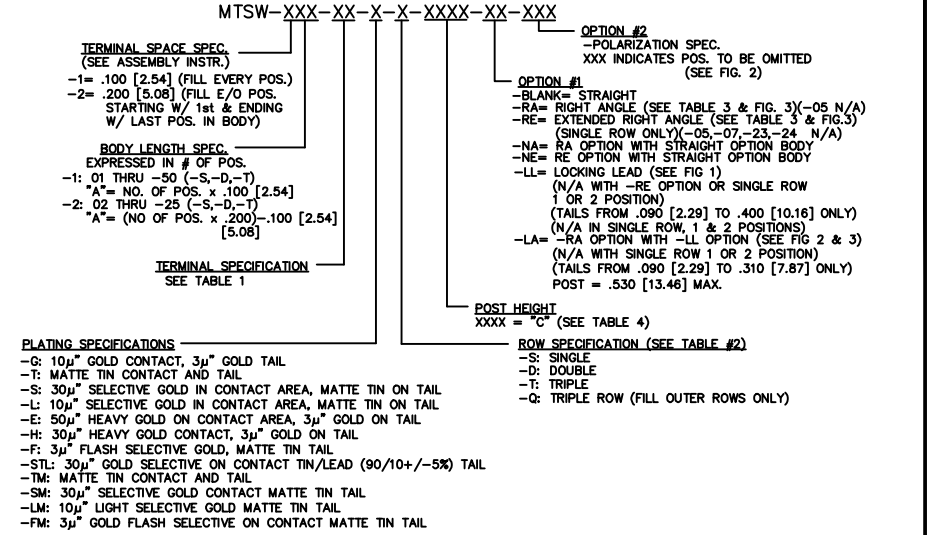 MTSW-XXX-XX-X-X-XXXX-XX-XXX
OPTION #2
-POLARIZATION SPEC.
XXX INDICATES POS. TO BE OMITTED
(SEE FIG. 2)
TERMINAL SPACE SPEC.
(SEE ASSEMBLY INSTR.)
-1= .100 [2.54] (FILL EVERY POS.)
-2= .200 [5.08] (FILL E/O POS.
STARTING W/ 1st & ENDING
W/ LAST POS. IN BODY)
OPTION #1
-BLANK= STRAIGHT
-RA= RIGHT ANGLE (SEE TABLE 3 & FIG. 3)(-05 N/A)
-RE= EXTENDED RIGHT ANGLE (SEE TABLE 3 & FIG.3)
(SINGLE ROW ONLY)(-05,-07,-23,-24 N/A)
-NA= RA OPTION WITH STRAIGHT OPTION BODY
-NE= RE OPTION WITH STRAIGHT OPTION BODY
-LL= LOCKING LEAD (SEE FIG 1)
(N/A WITH -RE OPTION OR SINGLE ROW
1 OR 2 POSITION)
(TAILS FROM .090 [2.29] TO .400 [10.16] ONLY)
(N/A IN SINGLE ROW, 1 & 2 POSITIONS)
-LA= -RA OPTION WITH -LL OPTION (SEE FIG 2 & 3)
(N/A WITH SINGLE ROW 1 OR 2 POSITION)
(TAILS FROM .090 [2.29] TO .310 [7.87] ONLY)
POST = .530 [13.46] MAX.
BODY LENGTH SPEC.
EXPRESSED IN # OF POS.
-1: 01 THRU -50 (-S,-D,-T)
"A"= NO. OF POS. x .100 [2.54]
-2: 02 THRU -25 (-S,-D,-T)
"A"= (NO OF POS. x .200)-.100 [2.54]
[5.08]
TERMINAL SPECIFICATION
SEE TABLE 1
POST HEIGHT
XXXX = "C" (SEE TABLE 4)
PLATING SPECIFICATIONS
-G: 10µ" GOLD CONTACT, 3µ" GOLD TAIL
-T: MATTE TIN CONTACT AND TAIL
-S: 30µ" SELECTIVE GOLD IN CONTACT AREA, MATTE TIN ON TAIL
-L: 10µ" SELECTIVE GOLD IN CONTACT AREA, MATTE TIN ON TAIL
-E: 50µ" HEAVY GOLD ON CONTACT AREA, 3µ" GOLD ON TAIL
-H: 30µ" HEAVY GOLD CONTACT, 3µ" GOLD ON TAIL
-F: 3µ" FLASH SELECTIVE GOLD, MATTE TIN TAIL
-STL: 30µ" GOLD SELECTIVE ON CONTACT TIN/LEAD (90/10+/-5%) TAIL
-TM: MATTE TIN CONTACT AND TAIL
-SM: 30µ" SELECTIVE GOLD CONTACT MATTE TIN TAIL
-LM: 10µ" LIGHT SELECTIVE GOLD MATTE TIN TAIL
-FM: 3µ" GOLD FLASH SELECTIVE ON CONTACT MATTE TIN TAIL
ROW SPECIFICATION (SEE TABLE #2)
-S: SINGLE
-D: DOUBLE
-T: TRIPLE
-Q: TRIPLE ROW (FILL OUTER ROWS ONLY)